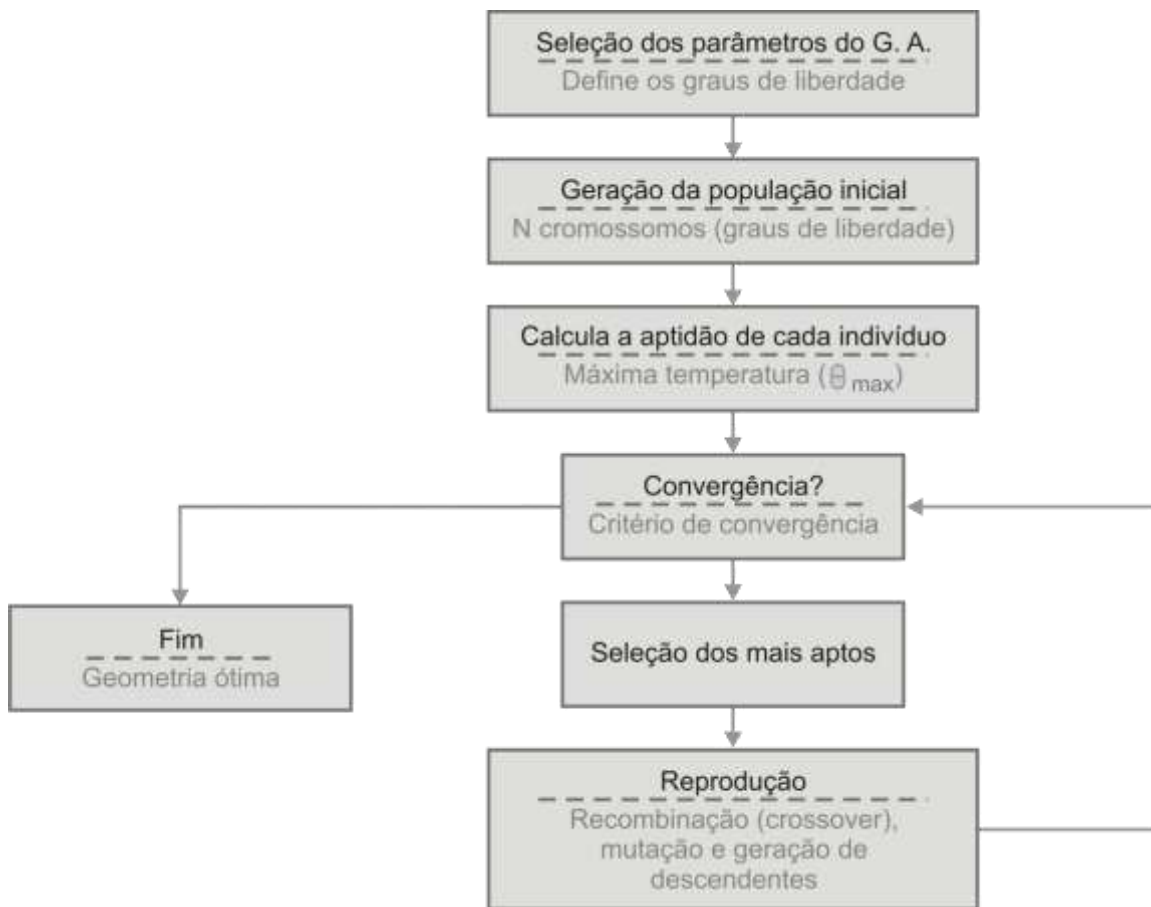 Seleção dos parâmetros do G. A.
Define os graus de liberdade
Geração da população inicial
N cromossomos (graus de liberdade)
Calcula a aptidão de cada indivíduo
Máxima temperatura (θ max)
Convergência?
Critério de convergência
Fim
Geometria ótima
Seleção dos mais aptos
Reprodução
Recombinação (crossover),
mutação e geração de
descendentes